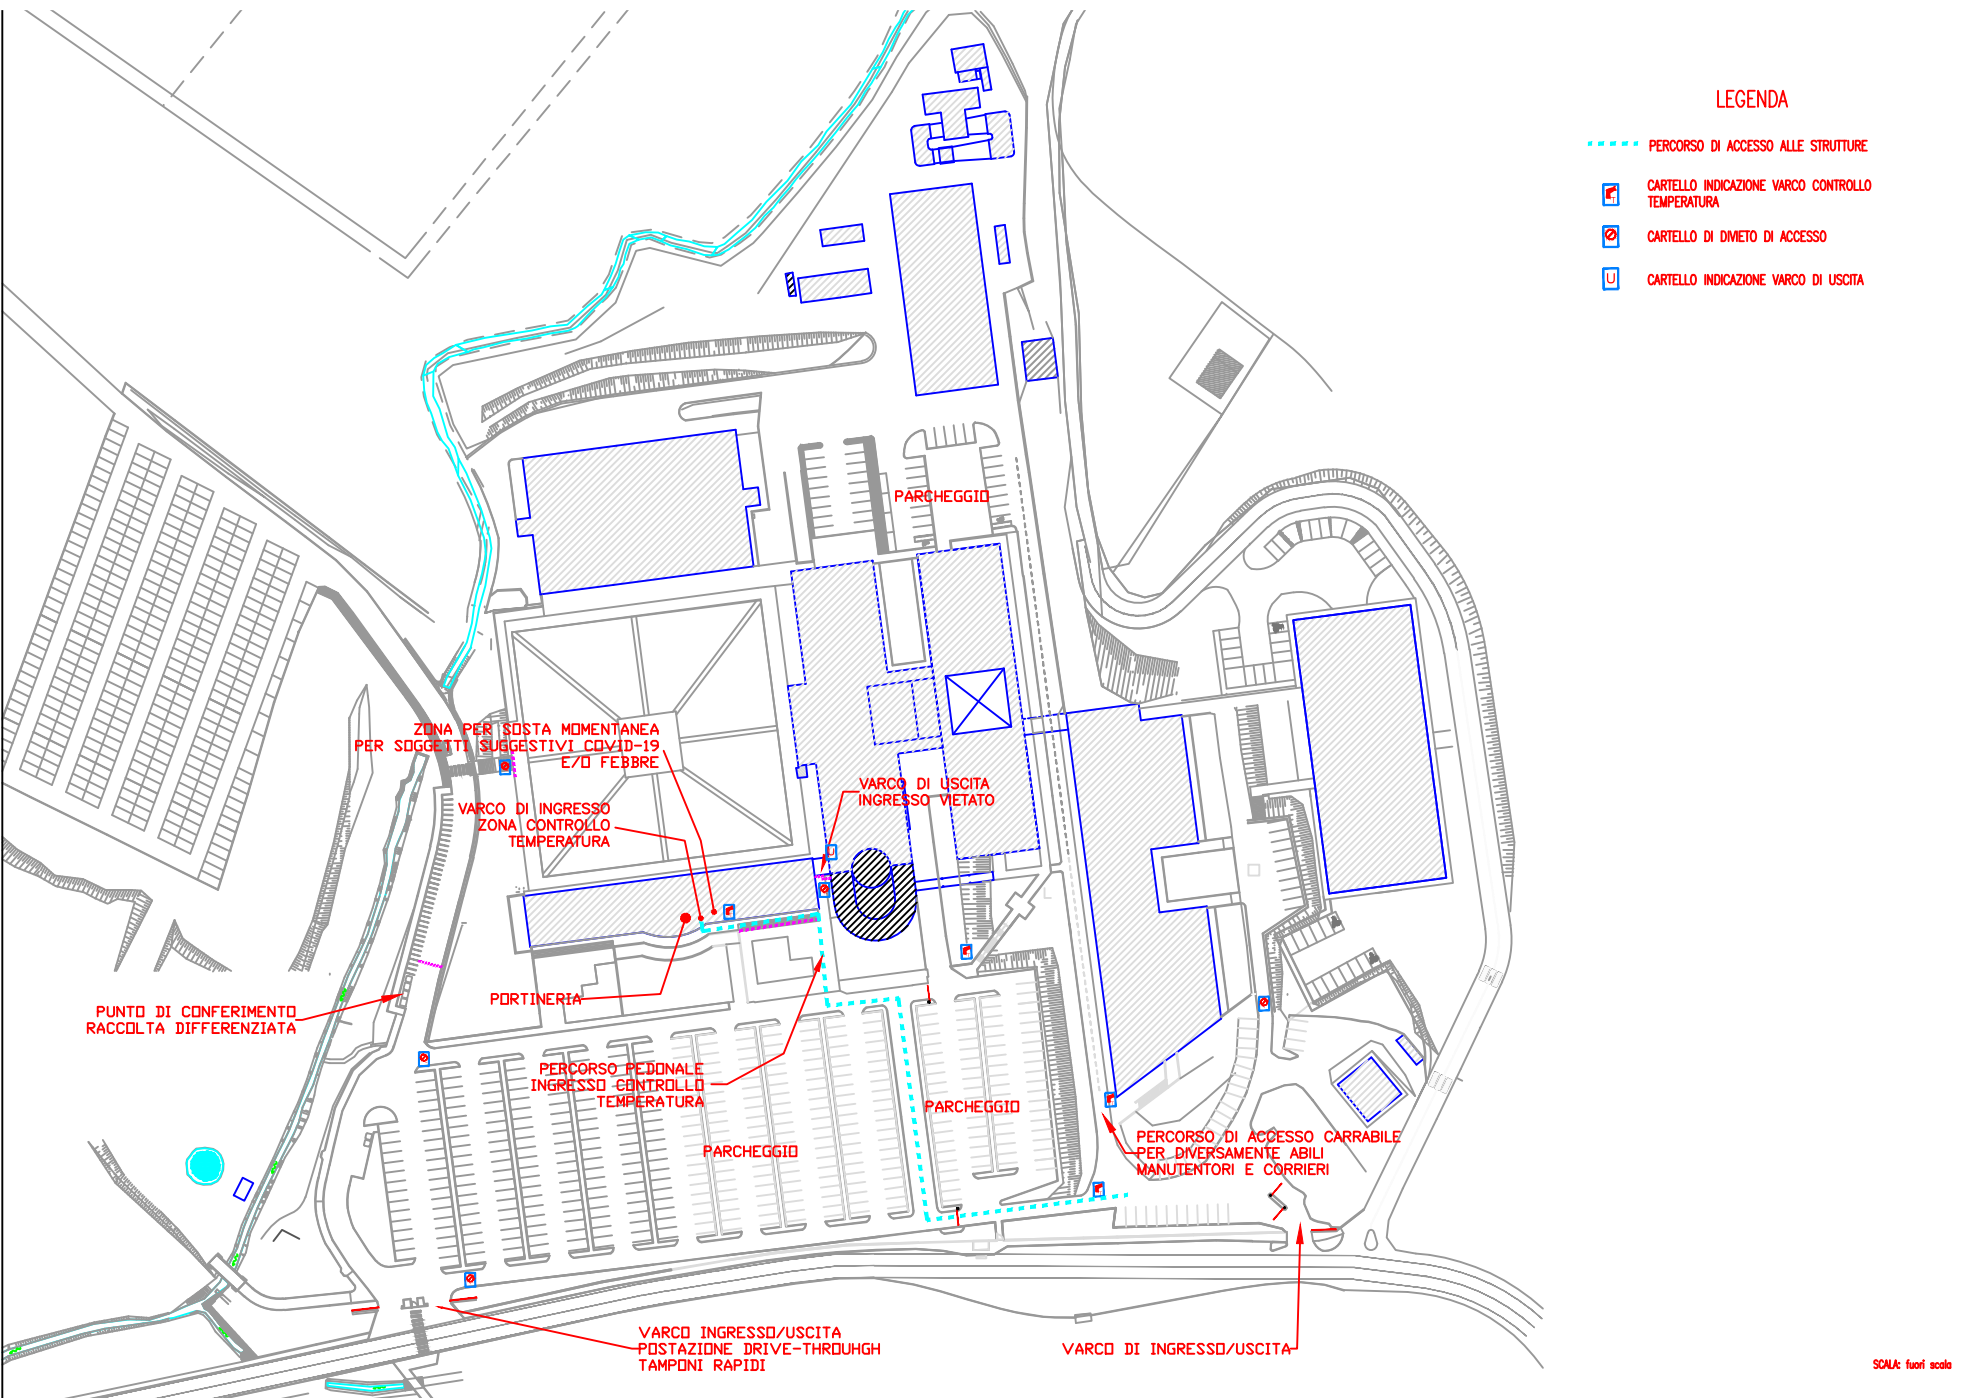 LEGENDA
PERCORSO DI ACCESSO ALLE STRUTTURE
CARTELLO INDICAZIONE VARCO CONTROLLO
TEMPERATURA
CARTELLO DI DIVIETO DI ACCESSO
U
CARTELLO INDICAZIONE VARCO DI USCITA
PARCHEGGIO
ZONA PER SOSTA MOMENTANEA
PER SOGGETTI SUGGESTIVI COVID-19
E/O FEBBRE
VARCO DI USCITA
INGRESSO VIETATO
VARCO DI INGRESSO
ZONA CONTROLLO
TEMPERATURA
U
PORTINERIA
PUNTO DI CONFERIMENTO
RACCOLTA DIFFERENZIATA
PERCORSO PEDONALE
INGRESSO CONTROLLO
TEMPERATURA
PARCHEGGIO
PARCHEGGIO
PERCORSO DI ACCESSO CARRABILE
PER DIVERSAMENTE ABILI
MANUTENTORI E CORRIERI
VARCO INGRESSO/USCITA
POSTAZIONE DRIVE-THROUHGH
TAMPONI RAPIDI
VARCO DI INGRESSO/USCITA
SCALA: fuori scala